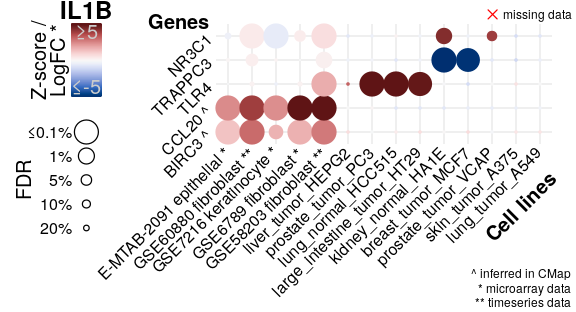 IL1B
Genes
missing data
Z-score /
LogFC *
≥5
≤-5
NR3C1
TRAPPC3
TLR4
CCL20 ^
BIRC3 ^
FDR
≤0.1%
1%
5%
10%
20%
E-MTAB-2091 epithelial *
GSE60880 fibroblast **
GSE7216 keratinocyte *
GSE6789 fibroblast *
GSE58203 fibroblast **
liver_tumor_HEPG2
prostate_tumor_PC3
lung_normal_HCC515
large_Intestine_tumor_HT29
kidney_normal_HA1E
breast_tumor_MCF7
prostate_tumor_VCAP
skin_tumor_A375
lung_tumor_A549
Cell lines
^ inferred in CMap
* microarray data
** timeseries data